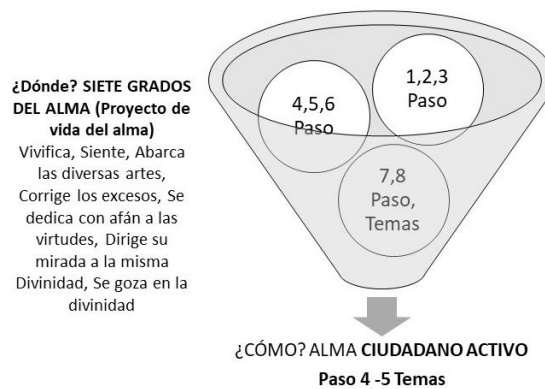 ¿Dónde? SIETE GRADOS
DEL ALMA (Proyecto de
vida del alma)
Vivifica, Siente, Abarca
las diversas artes,
Corrige los excesos, Se
dedica con afán a las
virtudes, Dirige su
mirada a la misma
Divinidad, Se goza en la
divinidad
4,5,6
Paso
1,2,3
Paso
7,8
Paso,
Temas
¿CÓMO? ALMA CIUDADANO ACTIVO
Paso 4 -5 Temas